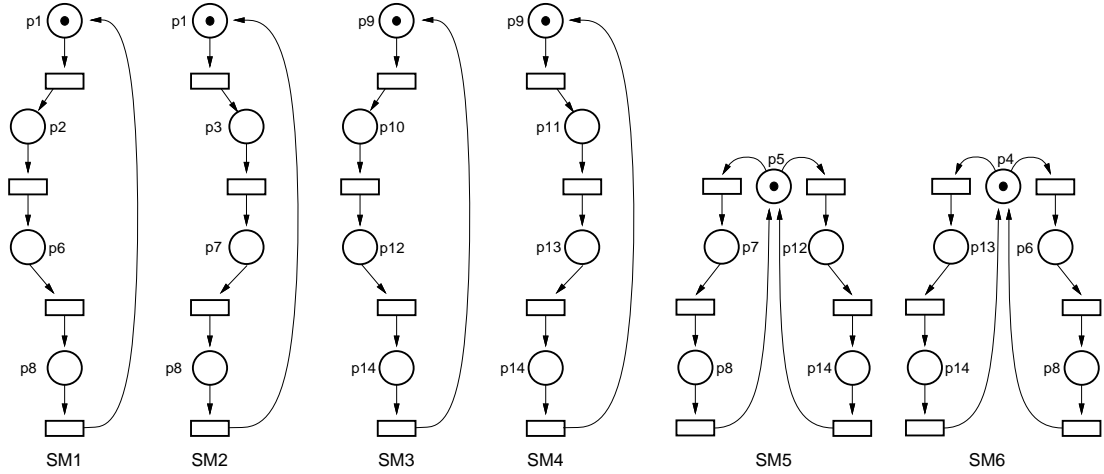 p1 p1 p9 p9
p2 p3 p10 p11
p5 p4
p6 p7 p12 p13 p7 p12 p13 p6
p8 p8 p14 p14 p8 p14 p14 p8
SM1 SM2 SM3 SM4 SM5 SM6